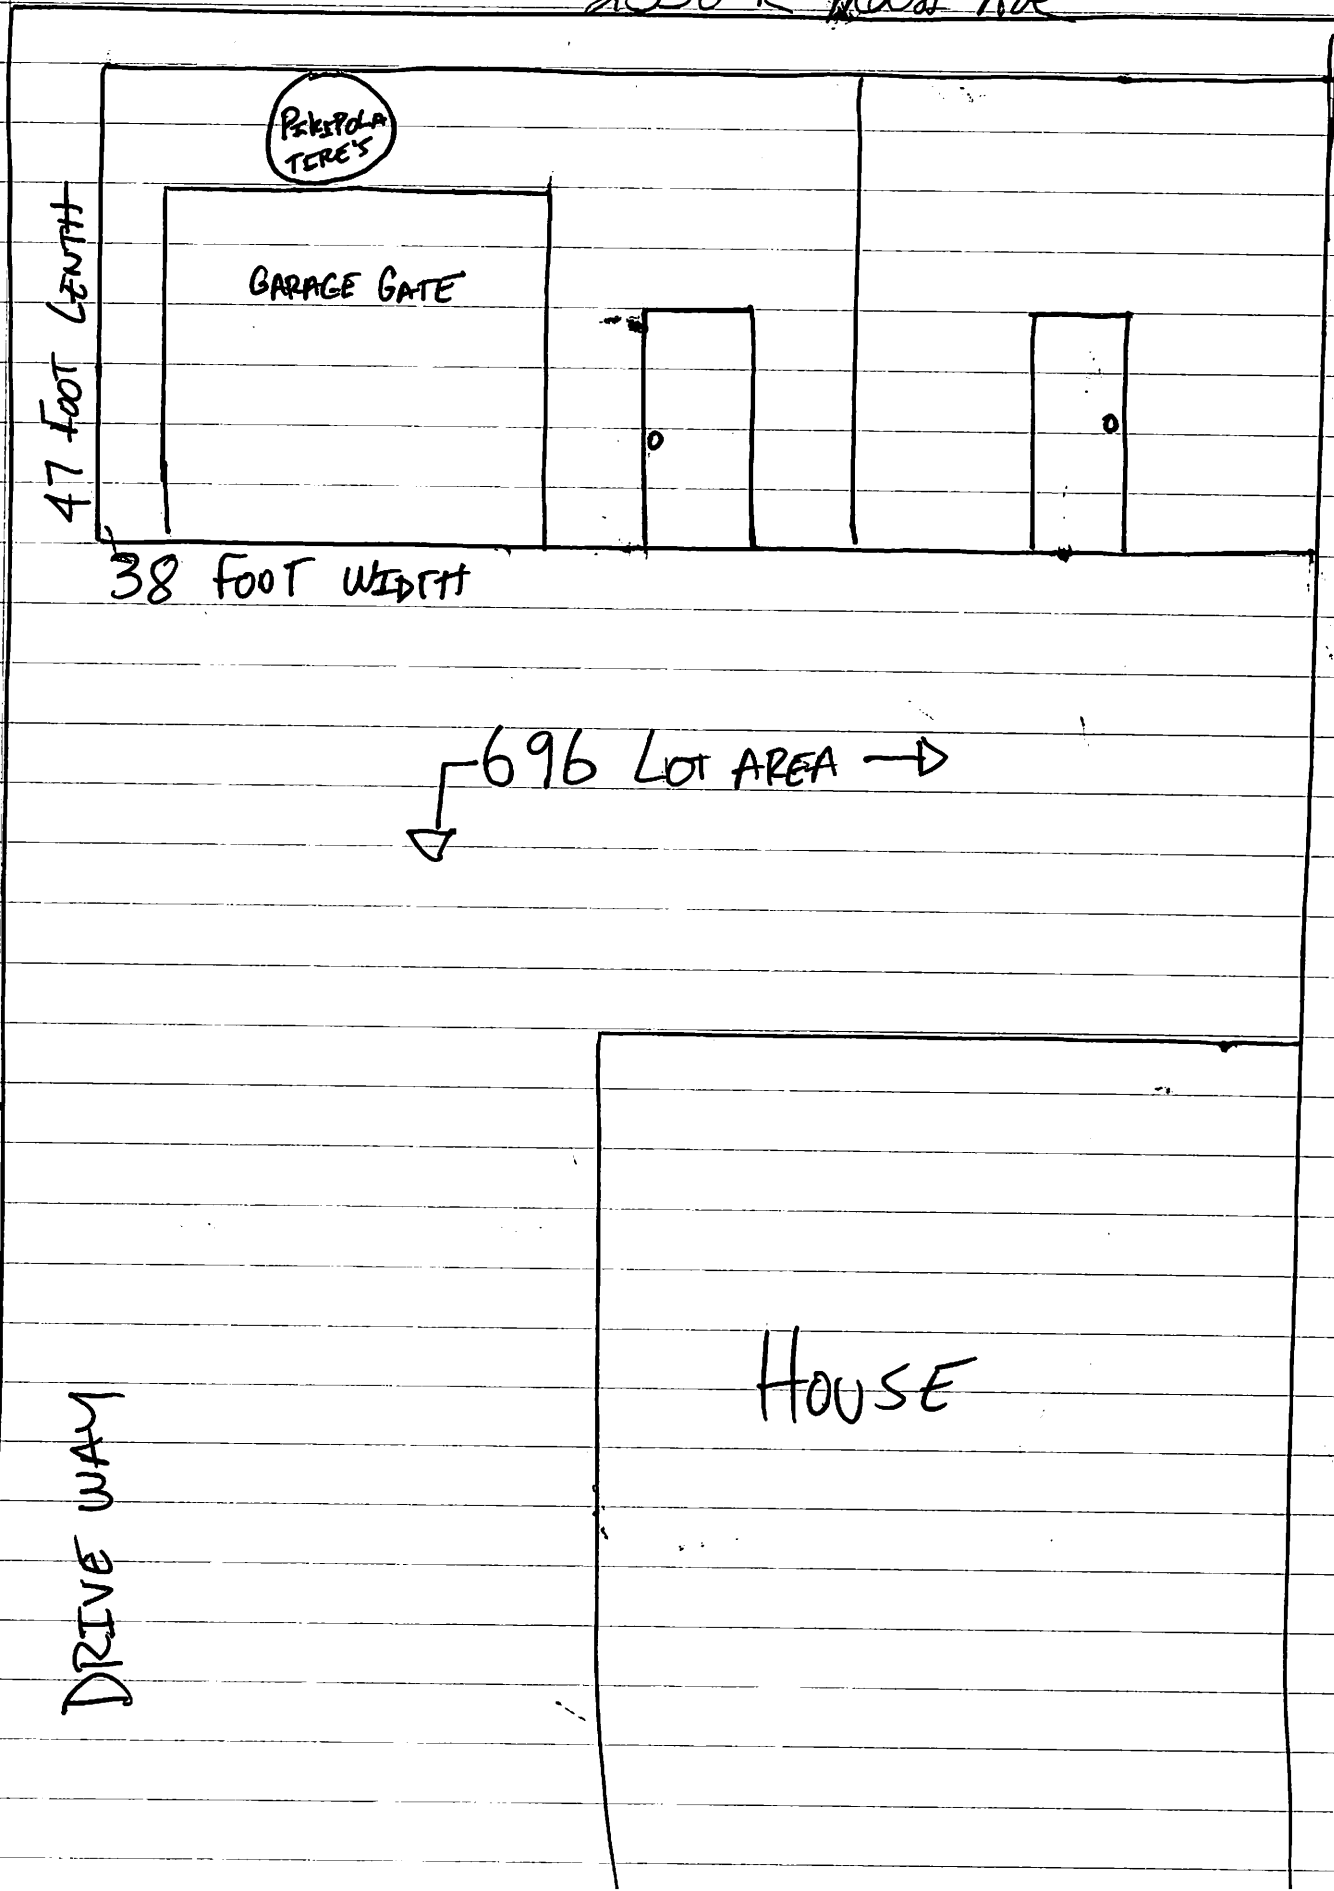 PIKIPOLA
TIRE'S
GARAGE GATE
47 FOOT LENTH
38 FOOT WIDTH
696 LOT AREA
HOUSE
DRIVE WAY